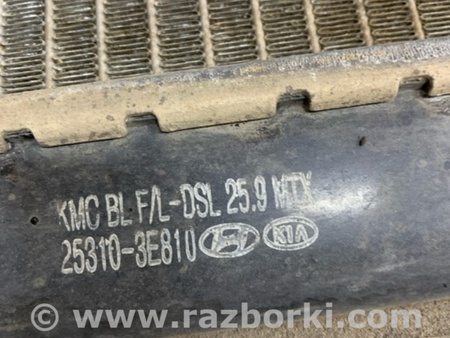 KMC BL F/L-DSL 25.9 MTX
25310-3E810 KIA
www.razborki.com